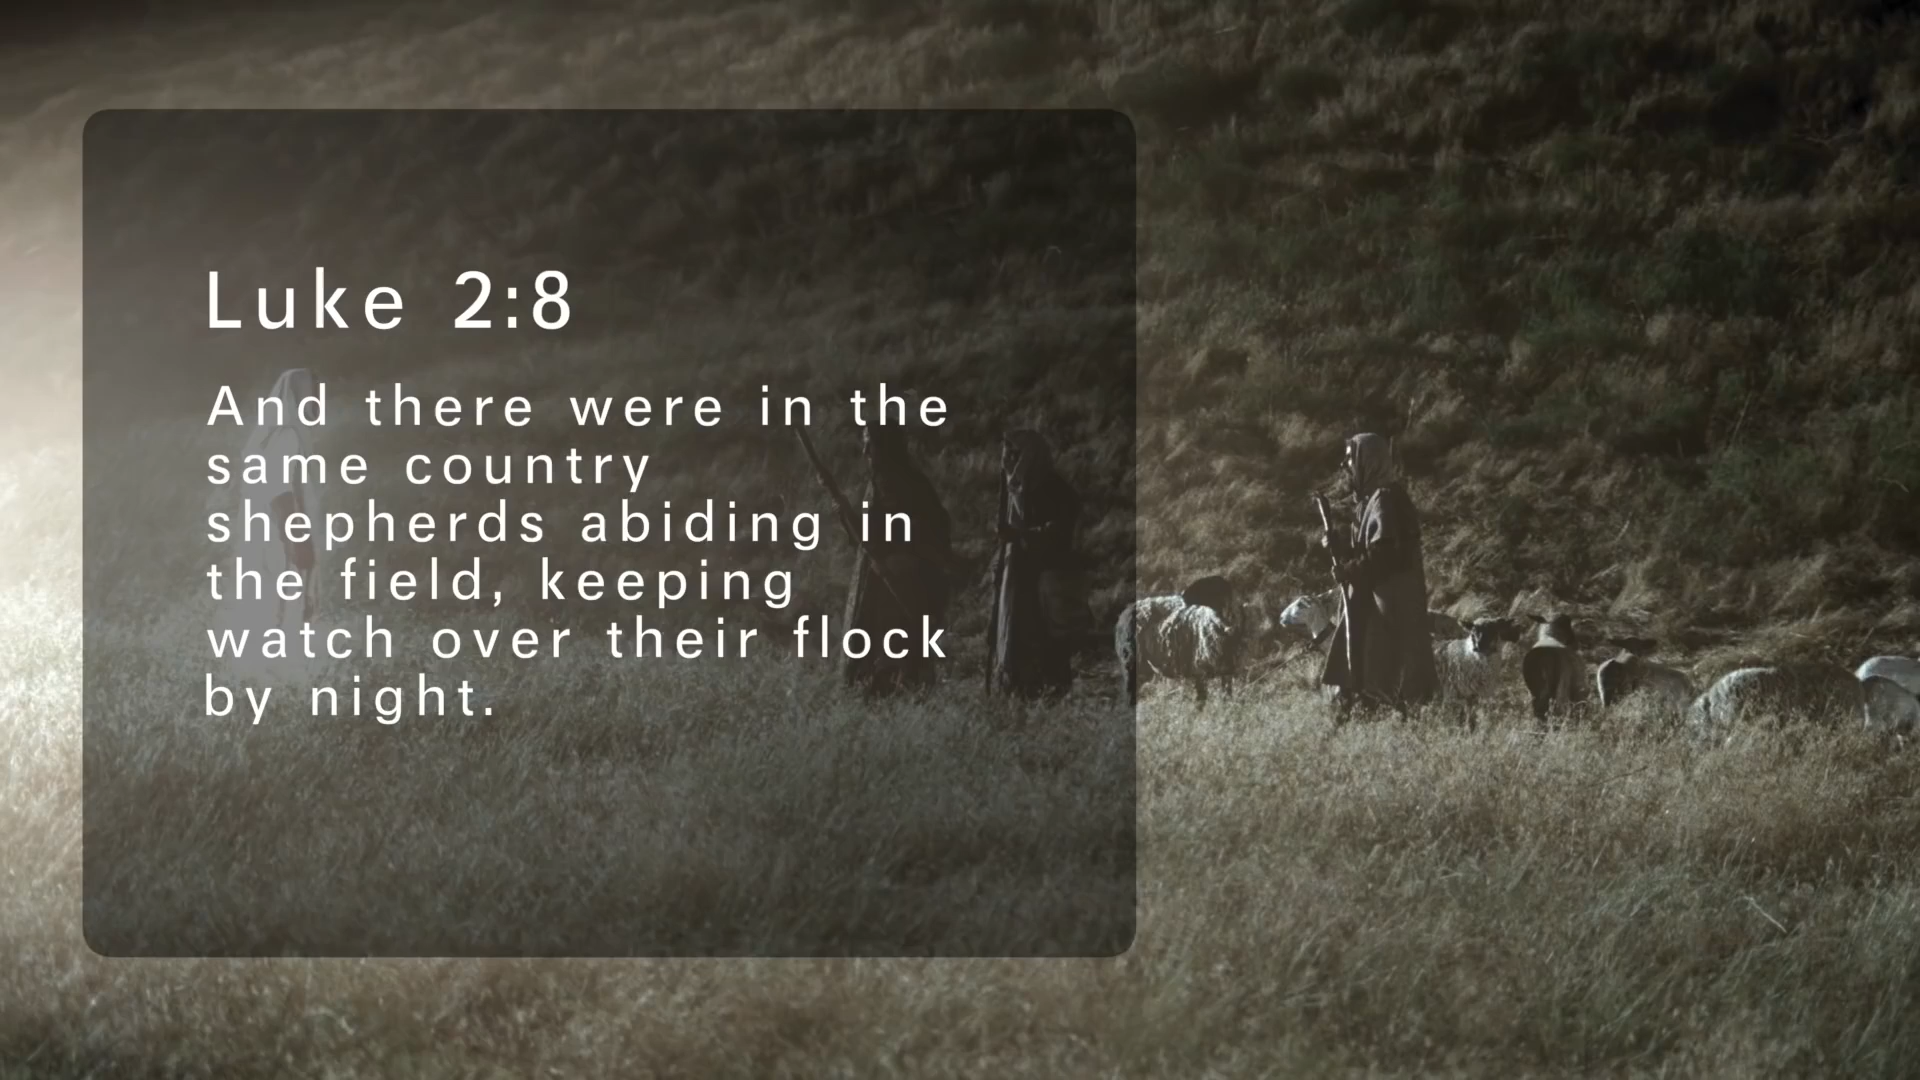 Luke 2:8
And there were in the
same country
shepherds abiding in
the field, keeping
watch over their flock
by night.